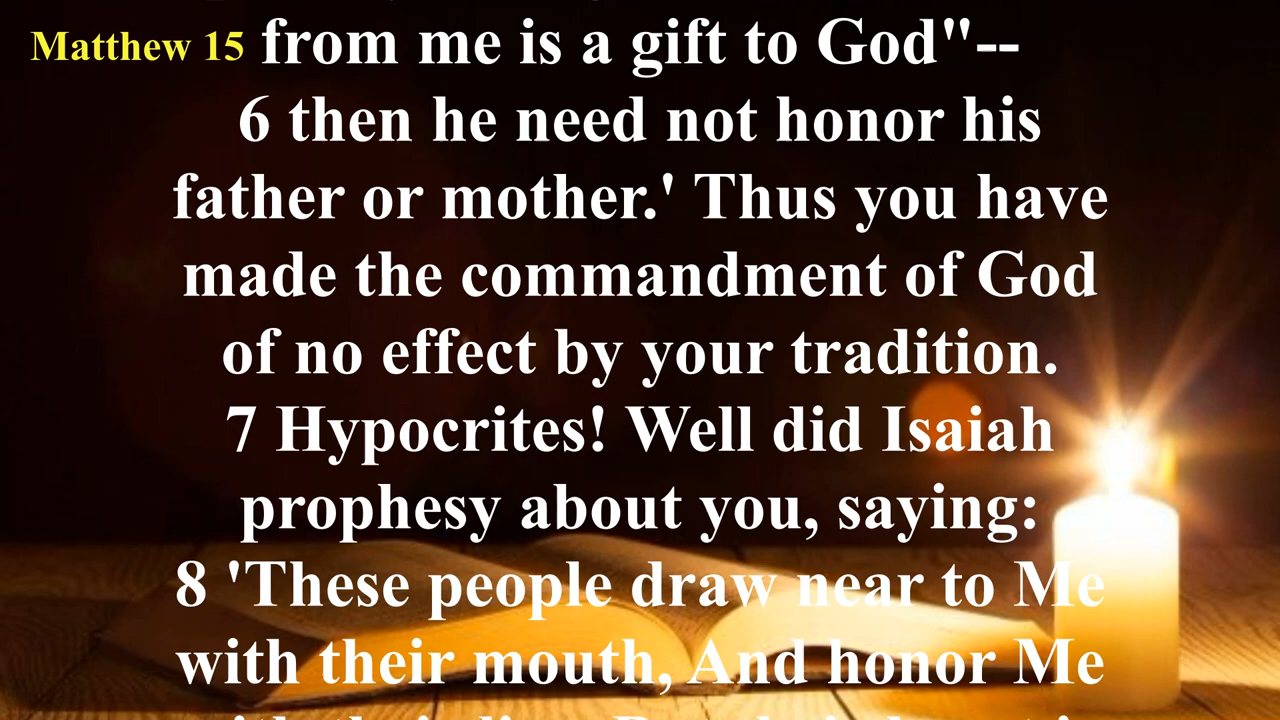 Matthew 15
from me is a gift to God"--
6 then he need not honor his
father or mother.' Thus you have
made the commandment of God
of no effect by your tradition.
7 Hypocrites! Well did Isaiah
prophesy about you, saying:
8 'These people draw near to Me
with their mouth, And honor Me